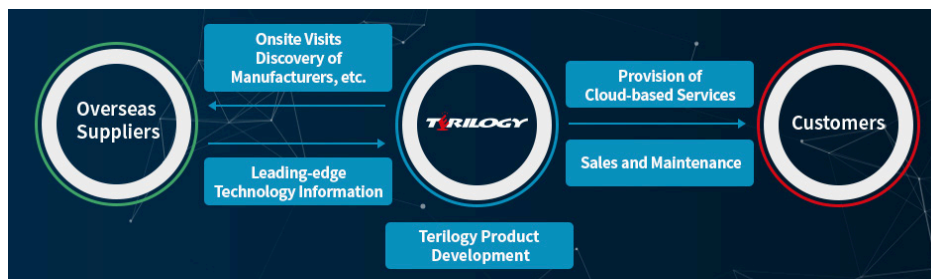 Overseas
Suppliers
Onsite Visits
Discovery of
Manufacturers, etc.
Leading-edge
Technology Information
TERILOGY
Terilogy Product
Development
Provision of
Cloud-based Services
Sales and Maintenance
Customers